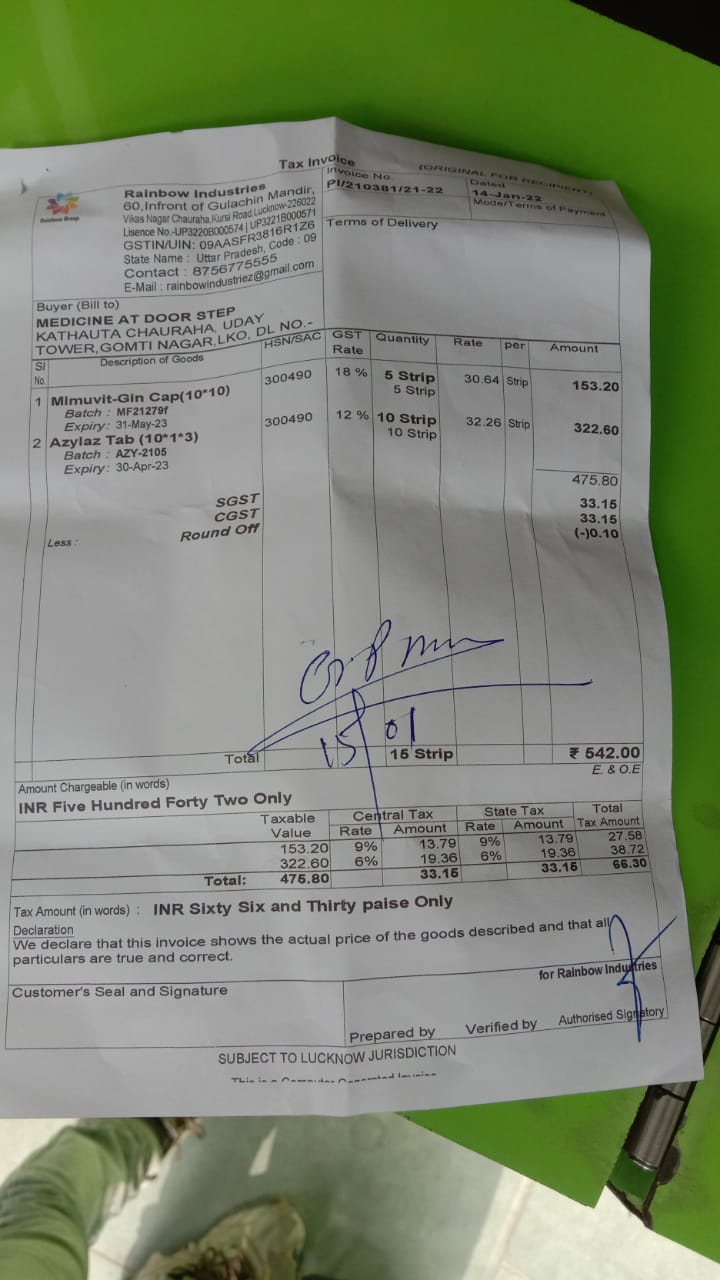 Tax Invoice
(ORIGINAL FOR RECIPIENT)
Rainbow Group
Rainbow Industries
60,Infront of Gulachin Mandir,
Vikas Nagar Chauraha,Kursi Road,Lucknow-226022
Lisence No.-UP3220B000574 | UP3221B000571
GSTIN/UIN: 09AASFR3816R1Z6
State Name : Uttar Pradesh, Code : 09
Contact : 8756775555
E-Mail : rainbowindustriez@gmail.com
Invoice No.
PI/210381/21-22
Dated
14-Jan-22
Mode/Terms of Payment
Terms of Delivery
Buyer (Bill to)
MEDICINE AT DOOR STEP
KATHAUTA CHAURAHA, UDAY
TOWER,GOMTI NAGAR,LKO, DL NO.-
Sl No. Description of Goods HSN/SAC GST Rate Quantity Rate per Amount
1 Mimuvit-Gin Cap(10*10) 300490 18 % 5 Strip 30.64 Strip 153.20
5 Strip
Batch : MF21279f
Expiry: 31-May-23
2 Azylaz Tab (10*1*3) 300490 12 % 10 Strip 32.26 Strip 322.60
10 Strip
Batch : AZY-2105
Expiry: 30-Apr-23
475.80
SGST 33.15
CGST 33.15
Less : Round Off (-)0.10
15/01
Total 15 Strip ₹ 542.00
E. & O.E
Amount Chargeable (in words)
INR Five Hundred Forty Two Only
Taxable Value Central Tax State Tax Total Tax Amount
Rate Amount Rate Amount
153.20 9% 13.79 9% 13.79 27.58
322.60 6% 19.36 6% 19.36 38.72
Total: 475.80 33.15 33.15 66.30
Tax Amount (in words) : INR Sixty Six and Thirty paise Only
Declaration
We declare that this invoice shows the actual price of the goods described and that all
particulars are true and correct.
Customer's Seal and Signature
for Rainbow Industries
Prepared by Verified by Authorised Signatory
SUBJECT TO LUCKNOW JURISDICTION
This is a Computer Generated Invoice